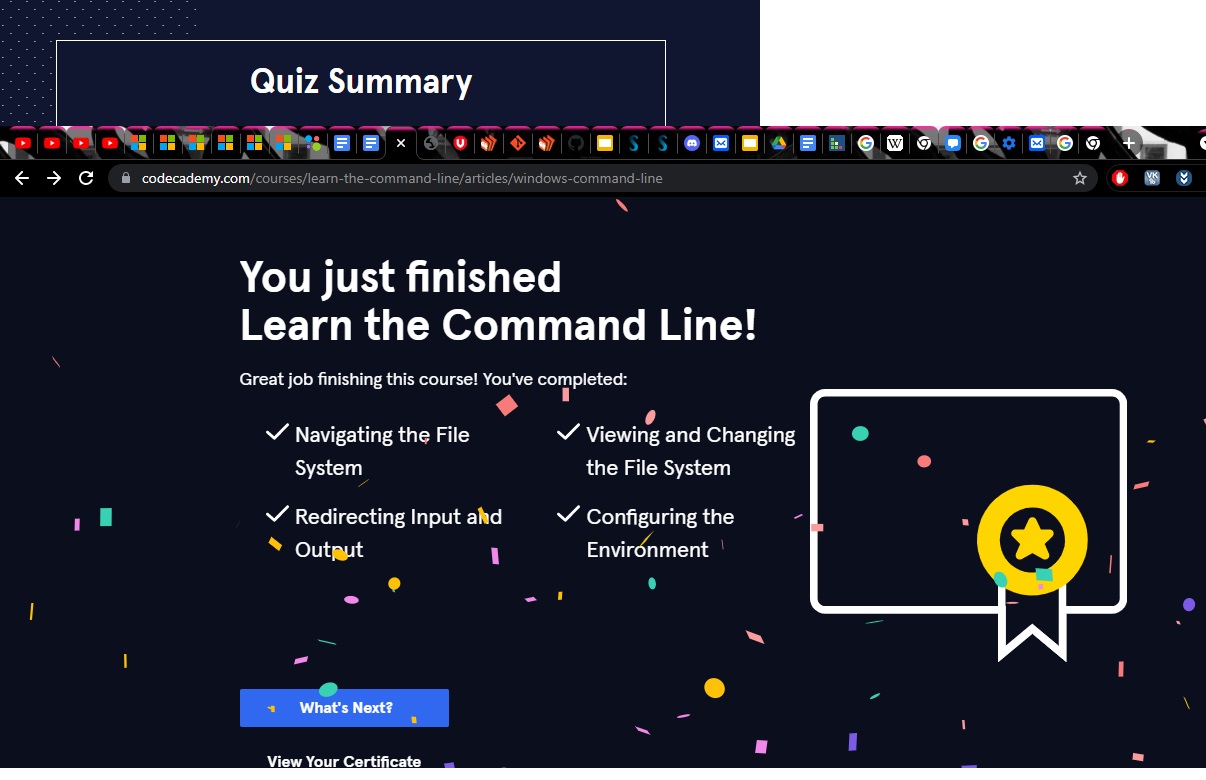 Quiz Summary
codecademy.com/courses/learn-the-command-line/articles/windows-command-line
You just finished
Learn the Command Line!
Great job finishing this course! You've completed:
Navigating the File
System
Viewing and Changing
the File System
Redirecting Input and
Output
Configuring the
Environment
What's Next?
View Your Certificate